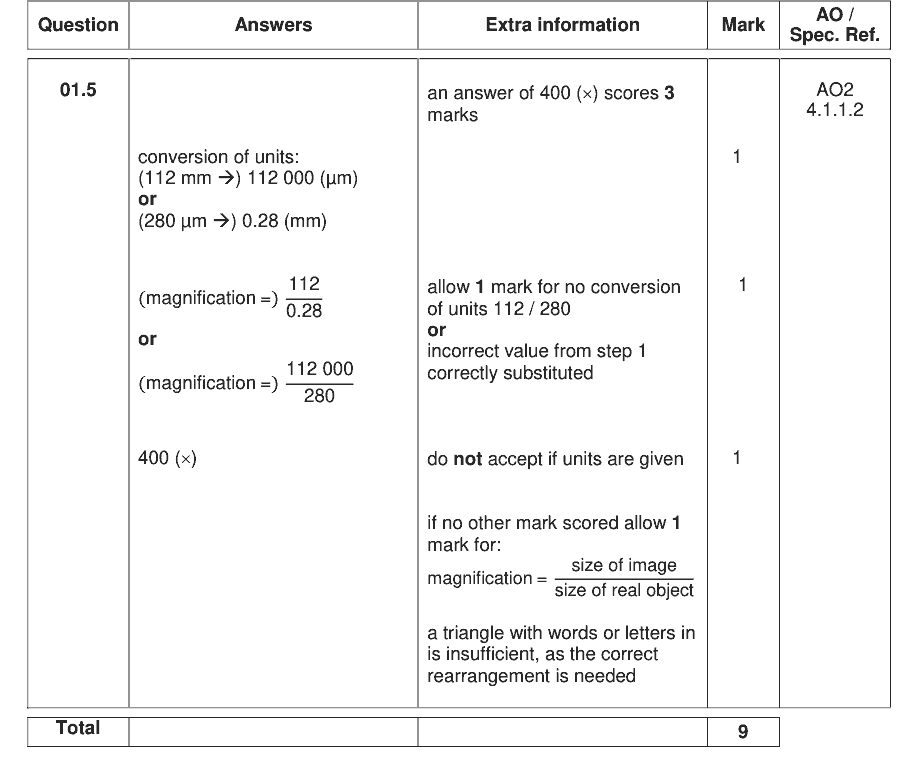 Question Answers Extra information Mark AO /
Spec. Ref.
01.5 an answer of 400 (×) scores 3 AO2
marks 4.1.1.2
conversion of units: 1
(112 mm →) 112 000 (µm)
or
(280 µm →) 0.28 (mm)
(magnification =) 112
0.28
allow 1 mark for no conversion 1
of units 112 / 280
or or
incorrect value from step 1
correctly substituted
(magnification =) 112 000
280
400 (×) do not accept if units are given 1
if no other mark scored allow 1
mark for:
magnification = size of image
size of real object
a triangle with words or letters in
is insufficient, as the correct
rearrangement is needed
Total 9